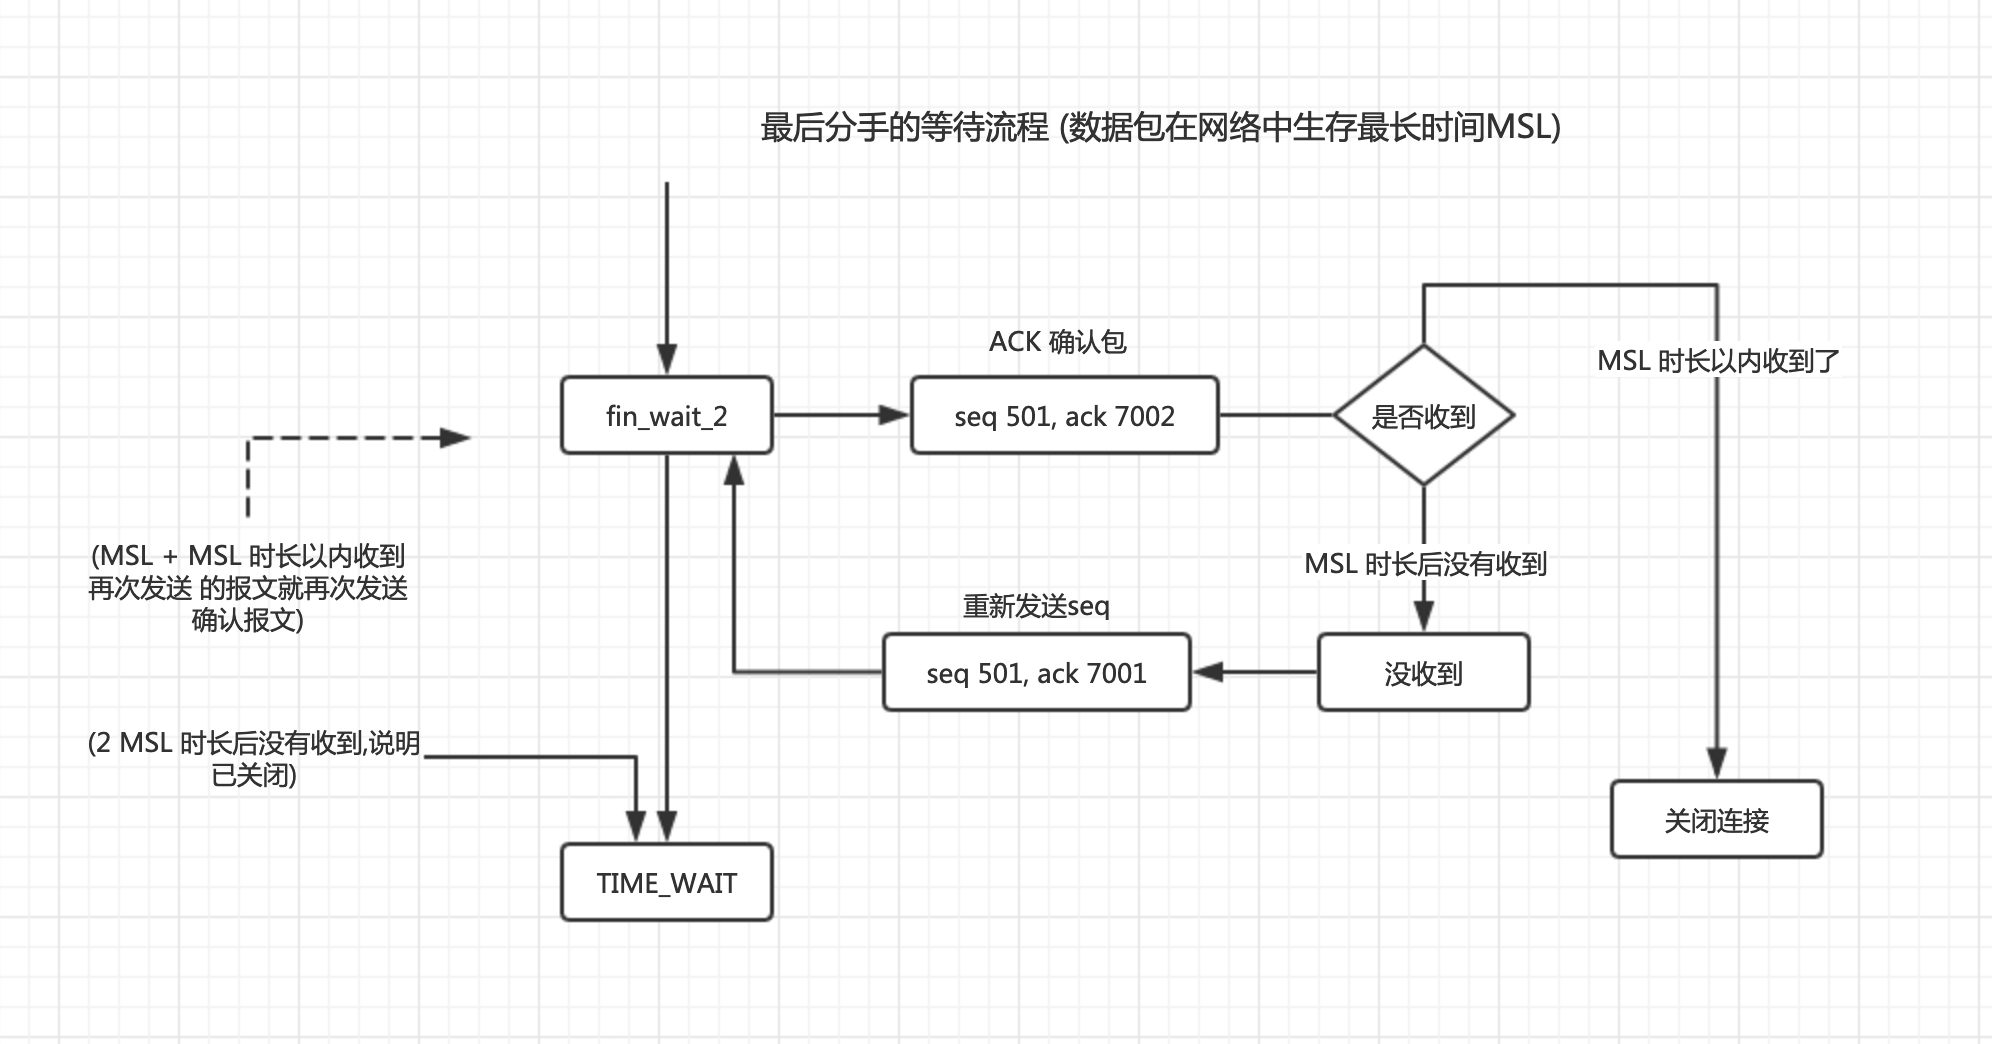 最后分手的等待流程 (数据包在网络中生存最长时间MSL)
ACK 确认包
MSL 时长以内收到了
fin_wait_2
seq 501, ack 7002
是否收到
(MSL + MSL 时长以内收到
再次发送 的报文就再次发送
确认报文)
MSL 时长后没有收到
重新发送seq
seq 501, ack 7001
没收到
(2 MSL 时长后没有收到,说明
已关闭)
关闭连接
TIME_WAIT